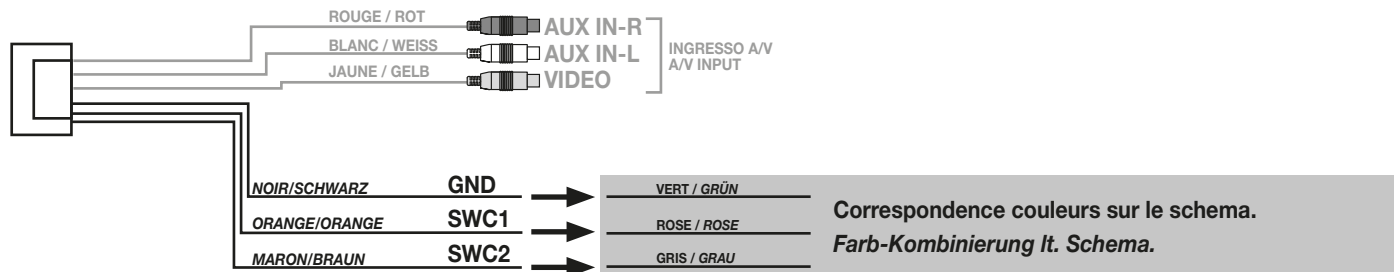 ROUGE / ROT
AUX IN-R
BLANC / WEISS
AUX IN-L
JAUNE / GELB
VIDEO
INGRESSO A/V
A/V INPUT
NOIR/SCHWARZ
GND
VERT / GRÜN
ORANGE/ORANGE
SWC1
ROSE / ROSE
MARON/BRAUN
SWC2
GRIS / GRAU
Correspondence couleurs sur le schema.
Farb-Kombinierung lt. Schema.